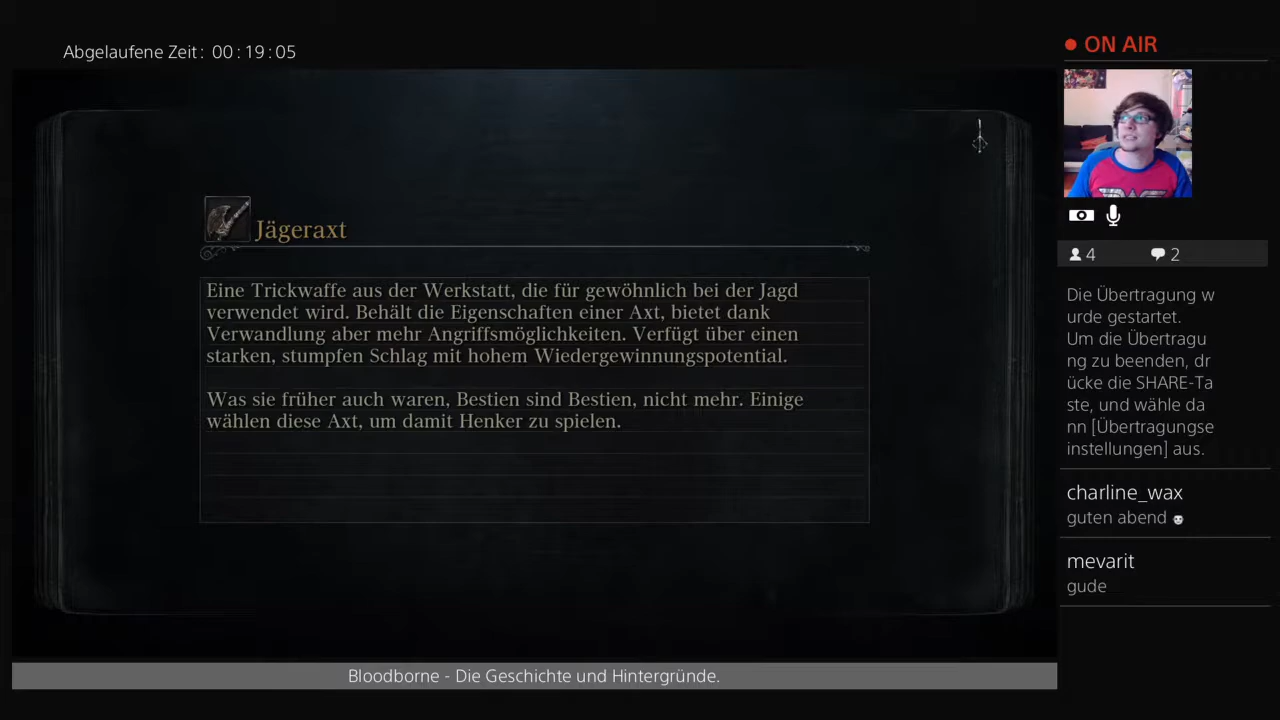 Abgelaufene Zeit: 00:19:05
ON AIR
Jägeraxt
Eine Trickwaffe aus der Werkstatt, die für gewöhnlich bei der Jagd
verwendet wird. Behält die Eigenschaften einer Axt, bietet dank
Verwandlung aber mehr Angriffsmöglichkeiten. Verfügt über einen
starken, stumpfen Schlag mit hohem Wiedergewinnungspotential.
Was sie früher auch waren, Bestien sind Bestien, nicht mehr. Einige
wählen diese Axt, um damit Henker zu spielen.
4 2
Die Übertragung w
urde gestartet.
Um die Übertragu
ng zu beenden, dr
ücke die SHARE-Ta
ste, und wähle da
nn [Übertragungse
instellungen] aus.
charline_wax
guten abend
mevarit
gude
Bloodborne - Die Geschichte und Hintergründe.